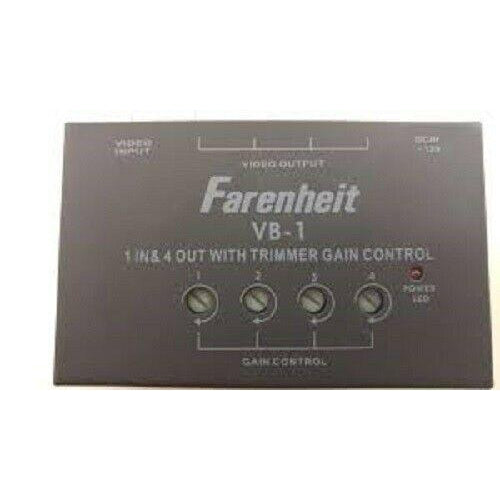 VIDEO
INPUT
VIDEO OUTPUT
DC IN
+12V
Farenheit
VB-1
1 IN & 4 OUT WITH TRIMMER GAIN CONTROL
1 2 3 4
POWER
LED
GAIN CONTROL